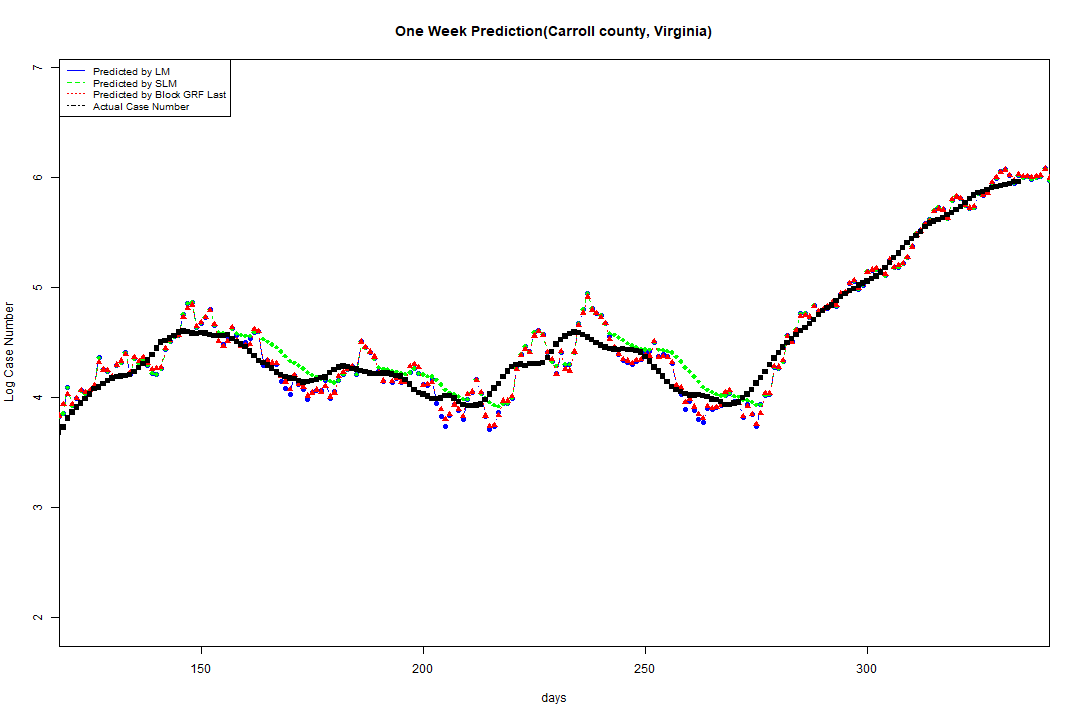 One Week Prediction(Carroll county, Virginia)
Predicted by LM
Predicted by SLM
Predicted by Block GRF Last
Actual Case Number
7
6
5
4
3
2
Log Case Number
150 200 250 300
days